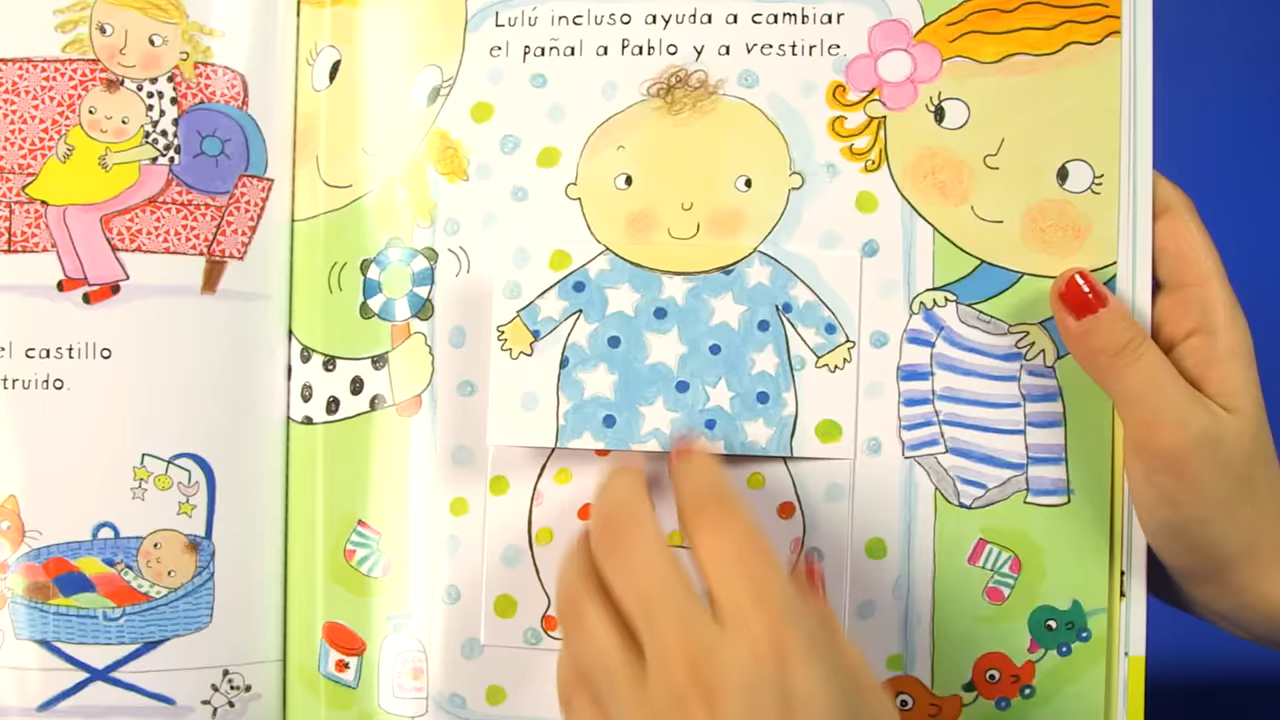 Lulú incluso ayuda a cambiar
el pañal a Pablo y a vestirle.
el castillo
truido.